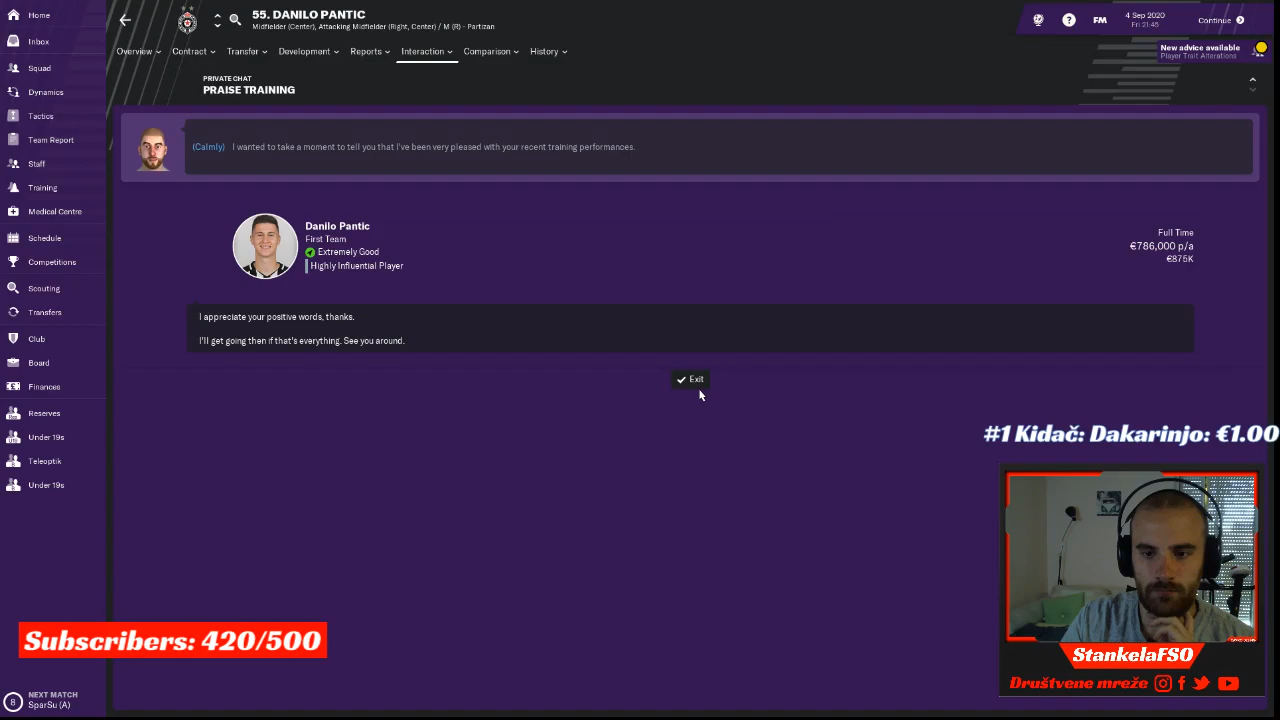 Home
Inbox
Squad
Dynamics
Tactics
Team Report
Staff
Training
Medical Centre
Schedule
Competitions
Scouting
Transfers
Club
Board
Finances
Reserves
Under 19s
Teleoptik
Under 19s
NEXT MATCH
SparSu (A)
55. DANILO PANTIC
Midfielder (Center), Attacking Midfielder (Right, Center) / M (R) - Partizan
4 Sep 2020
Fri 21:45
FM
Continue
Overview
Contract
Transfer
Development
Reports
Interaction
Comparison
History
New advice available
Player Trait Alterations
PRIVATE CHAT
PRAISE TRAINING
(Calmly) I wanted to take a moment to tell you that I've been very pleased with your recent training performances.
Danilo Pantic
First Team
Extremely Good
Highly Influential Player
Full Time
€786,000 p/a
€875K
I appreciate your positive words, thanks.
I'll get going then if that's everything. See you around.
Exit
#1 Kidač: Dakarinjo: €1.00
Subscribers: 420/500
StankelaFSO
Društvene mreže